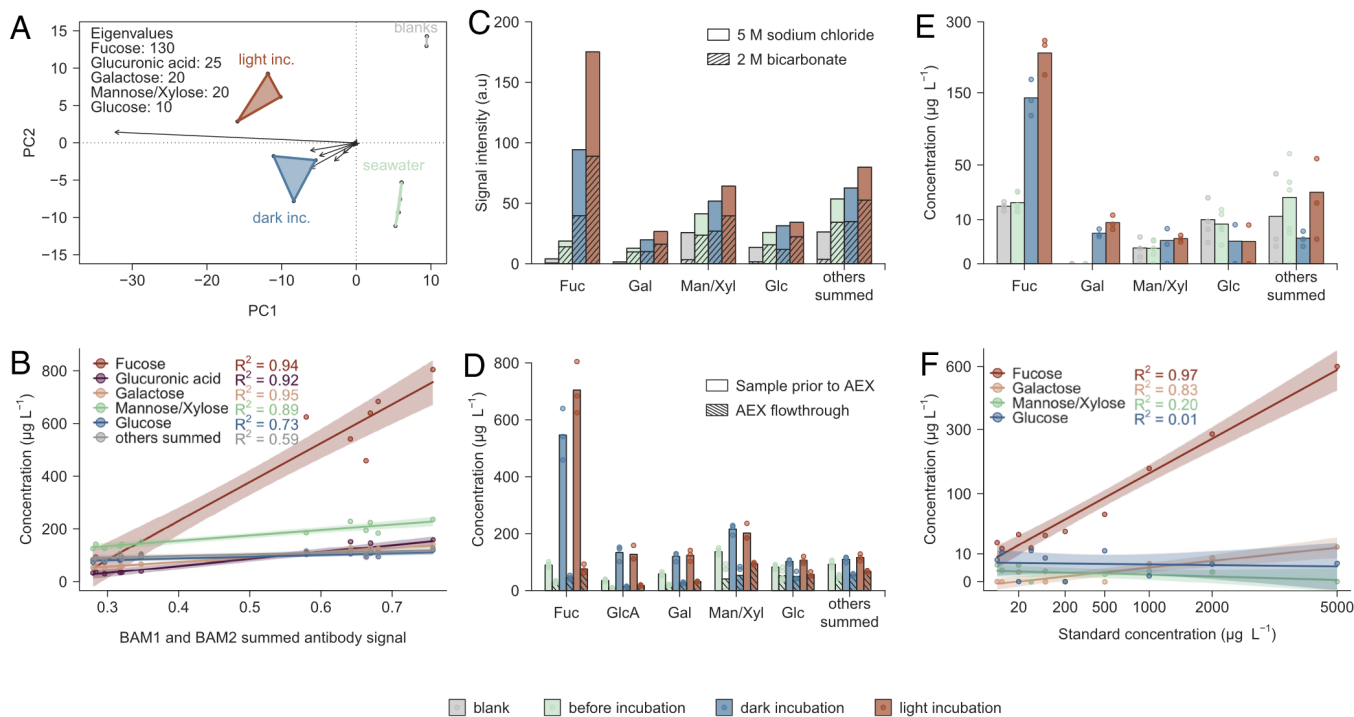 A
Eigenvalues
Fucose: 130
Glucuronic acid: 25
Galactose: 20
Mannose/Xylose: 20
Glucose: 10
blanks
light inc.
seawater
dark inc.
15
10
5
0
−5
−10
−15
PC2
−30
−20
−10
0
10
PC1
B
Fucose R2 = 0.94
Glucuronic acid R2 = 0.92
Galactose R2 = 0.95
Mannose/Xylose R2 = 0.89
Glucose R2 = 0.73
others summed R2 = 0.59
800
600
400
200
100
0
Concentration (µg L−1)
0.3
0.4
0.5
0.6
0.7
BAM1 and BAM2 summed antibody signal
C
5 M sodium chloride
2 M bicarbonate
200
150
100
50
0
Signal intensity (a.u)
Fuc
Gal
Man/Xyl
Glc
others
summed
D
Sample prior to AEX
AEX flowthrough
800
600
400
200
100
0
Concentration (µg L−1)
Fuc
GlcA
Gal
Man/Xyl
Glc
others
summed
E
300
150
50
10
0
Concentration (µg L−1)
Fuc
Gal
Man/Xyl
Glc
others
summed
F
Fucose R2 = 0.97
Galactose R2 = 0.83
Mannose/Xylose R2 = 0.20
Glucose R2 = 0.01
600
300
100
10
0
Concentration (µg L−1)
20
200
500
1000
2000
5000
Standard concentration (µg L−1)
blank
before incubation
dark incubation
light incubation